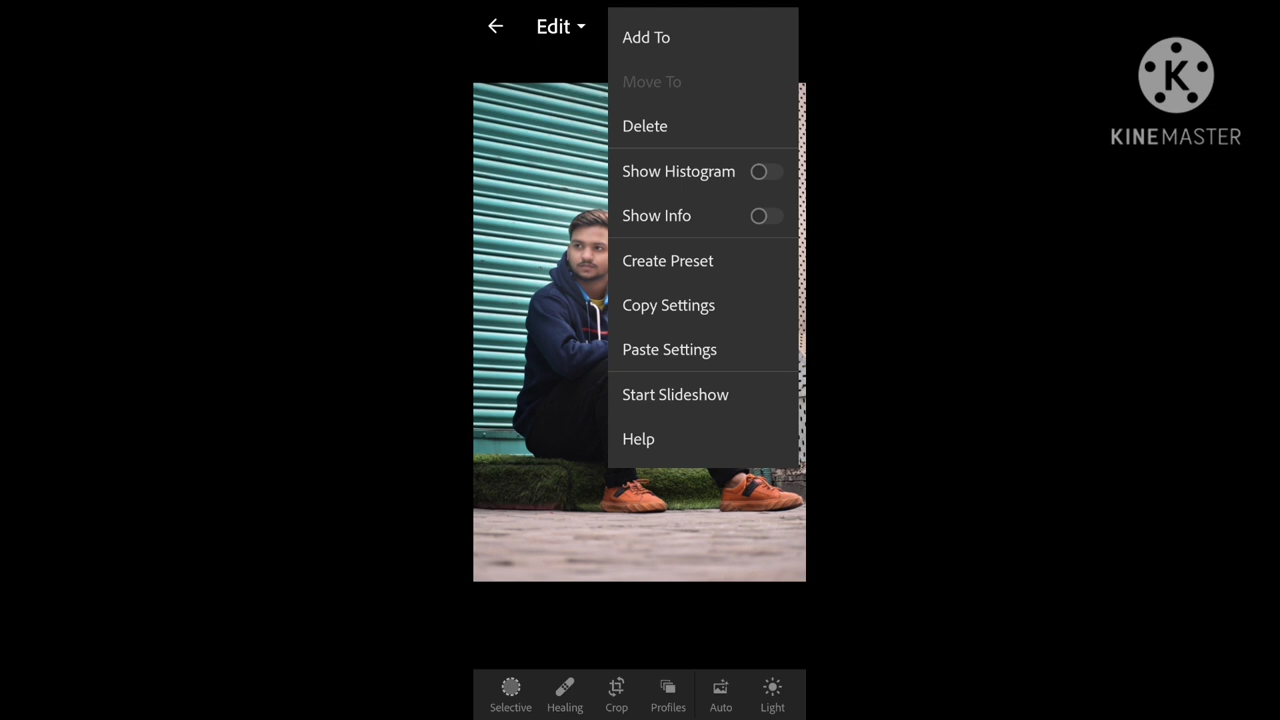 Edit
Add To
Move To
Delete
Show Histogram
Show Info
Create Preset
Copy Settings
Paste Settings
Start Slideshow
Help
K
KINEMASTER
Selective
Healing
Crop
Profiles
Auto
Light